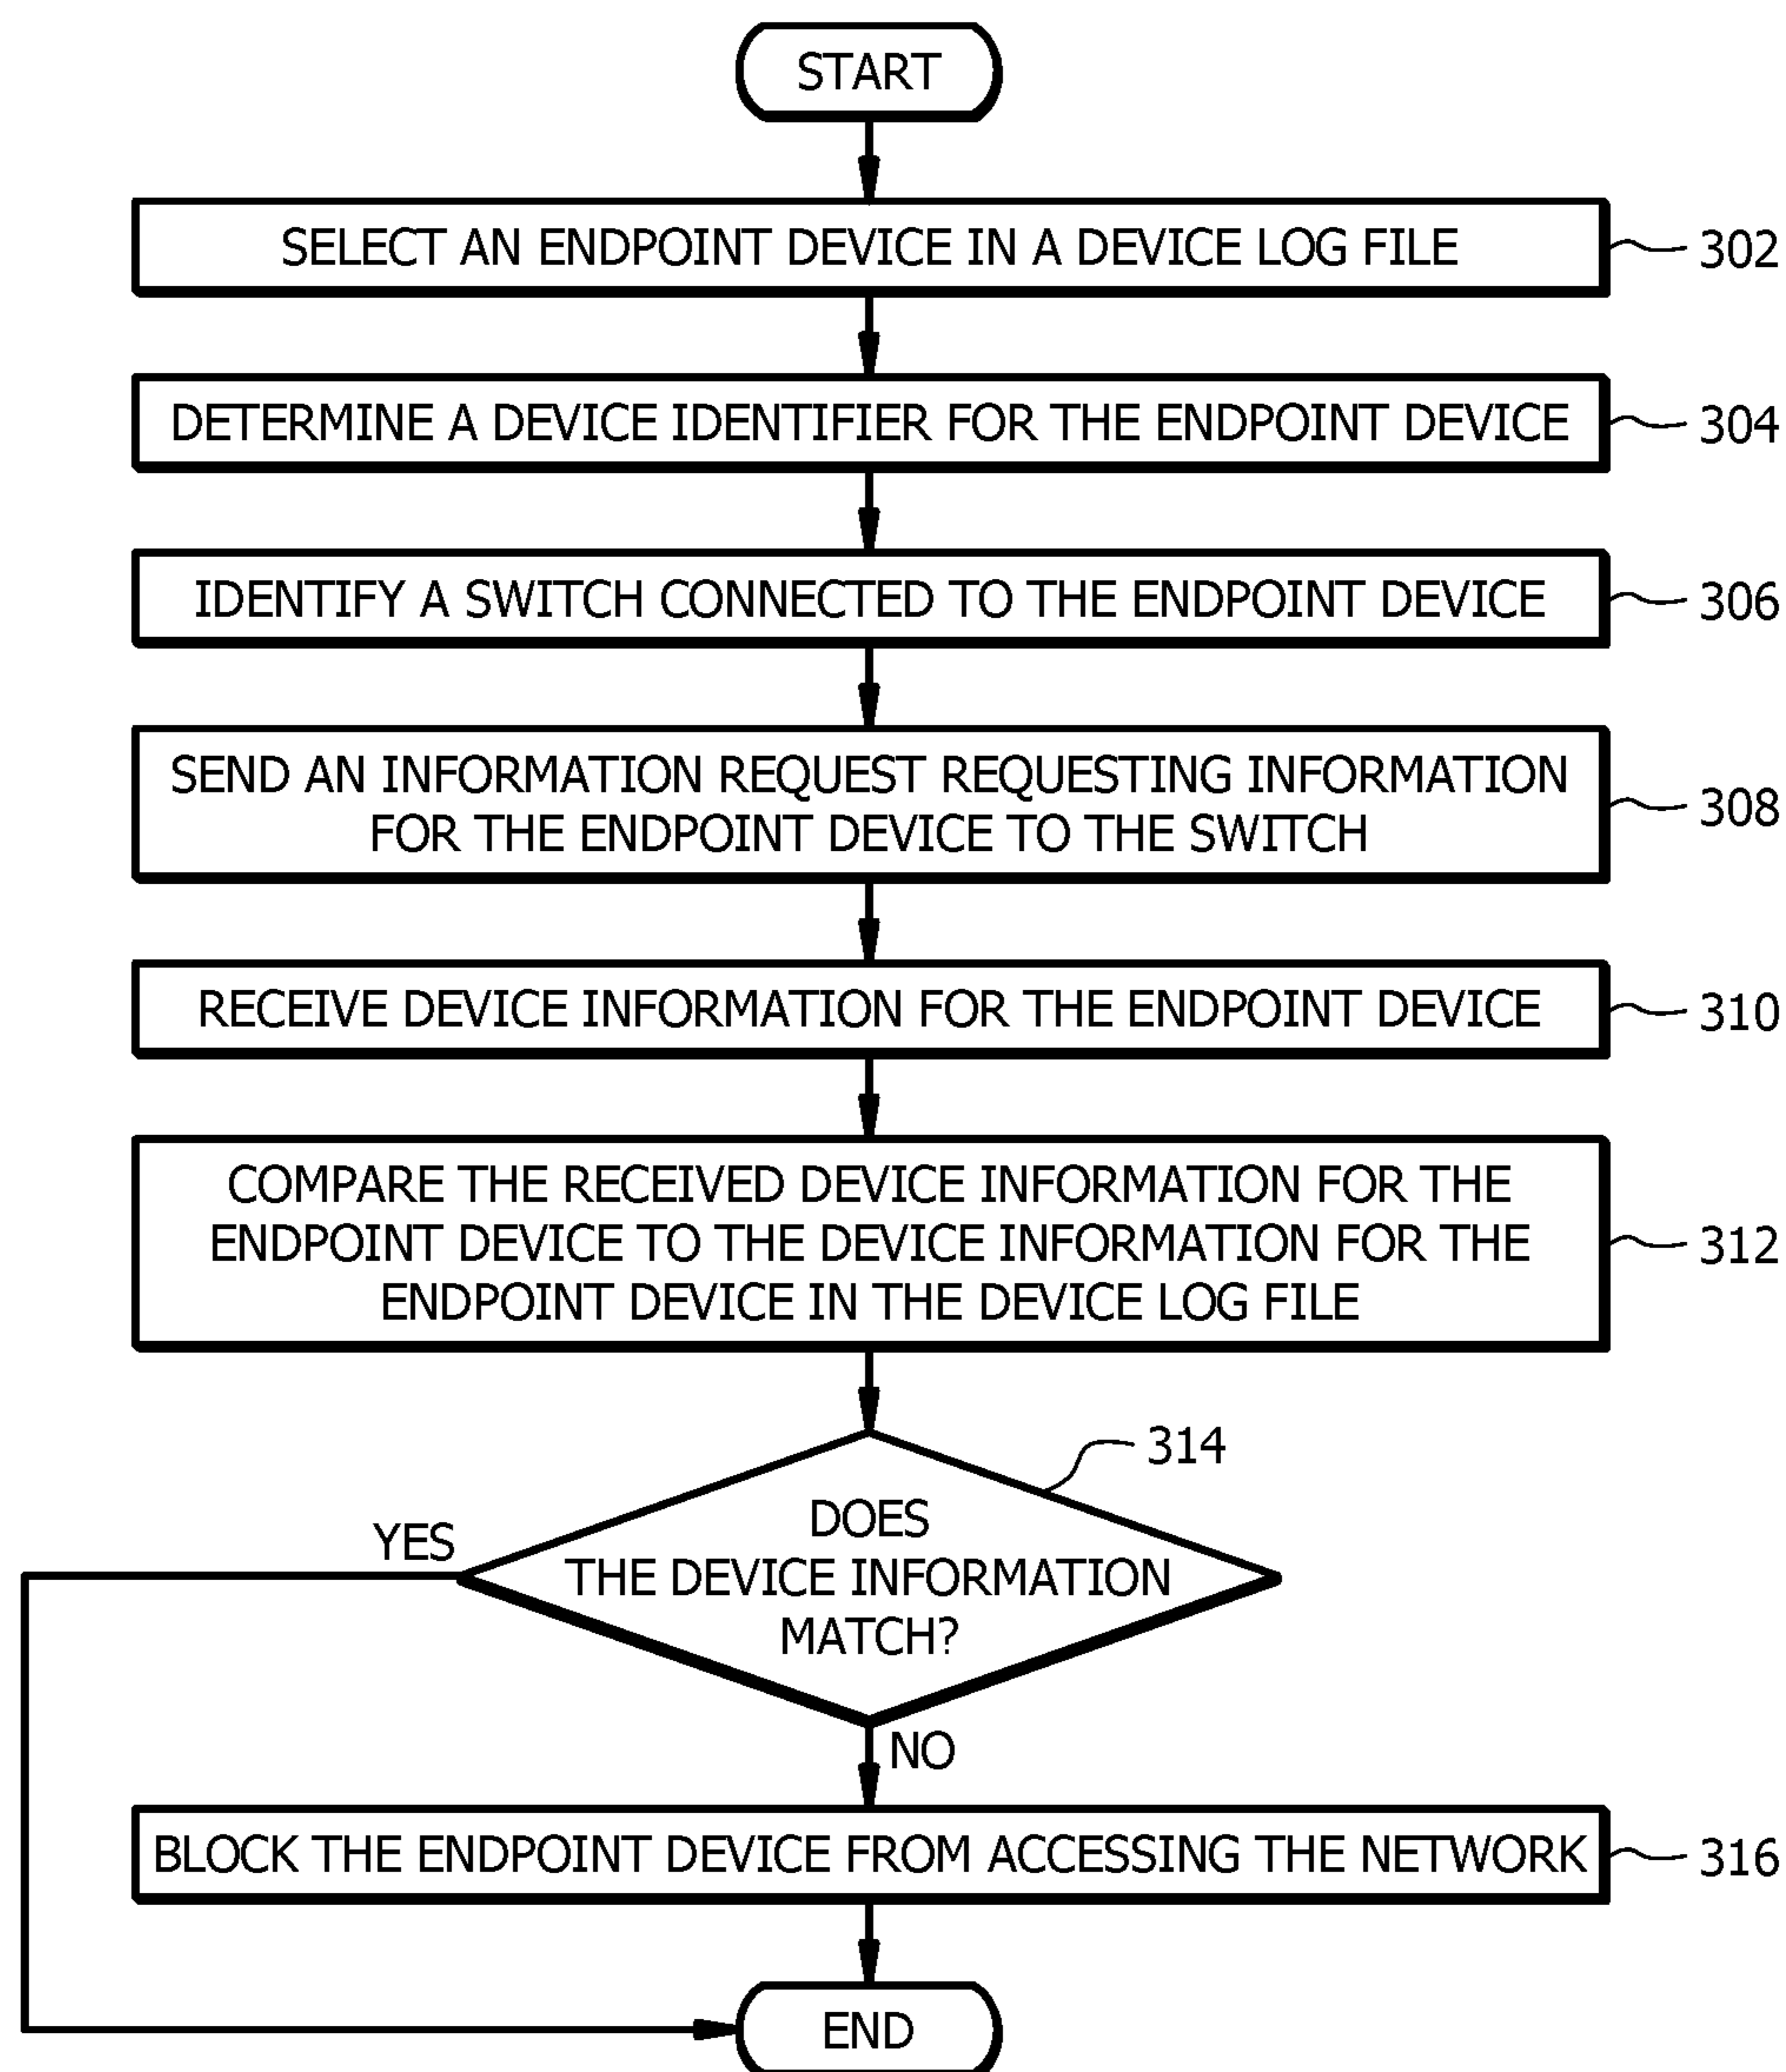 START
SELECT AN ENDPOINT DEVICE IN A DEVICE LOG FILE
302
DETERMINE A DEVICE IDENTIFIER FOR THE ENDPOINT DEVICE
304
IDENTIFY A SWITCH CONNECTED TO THE ENDPOINT DEVICE
306
SEND AN INFORMATION REQUEST REQUESTING INFORMATION
FOR THE ENDPOINT DEVICE TO THE SWITCH
308
RECEIVE DEVICE INFORMATION FOR THE ENDPOINT DEVICE
310
COMPARE THE RECEIVED DEVICE INFORMATION FOR THE
ENDPOINT DEVICE TO THE DEVICE INFORMATION FOR THE
ENDPOINT DEVICE IN THE DEVICE LOG FILE
312
314
DOES
THE DEVICE INFORMATION
MATCH?
YES
NO
BLOCK THE ENDPOINT DEVICE FROM ACCESSING THE NETWORK
316
END